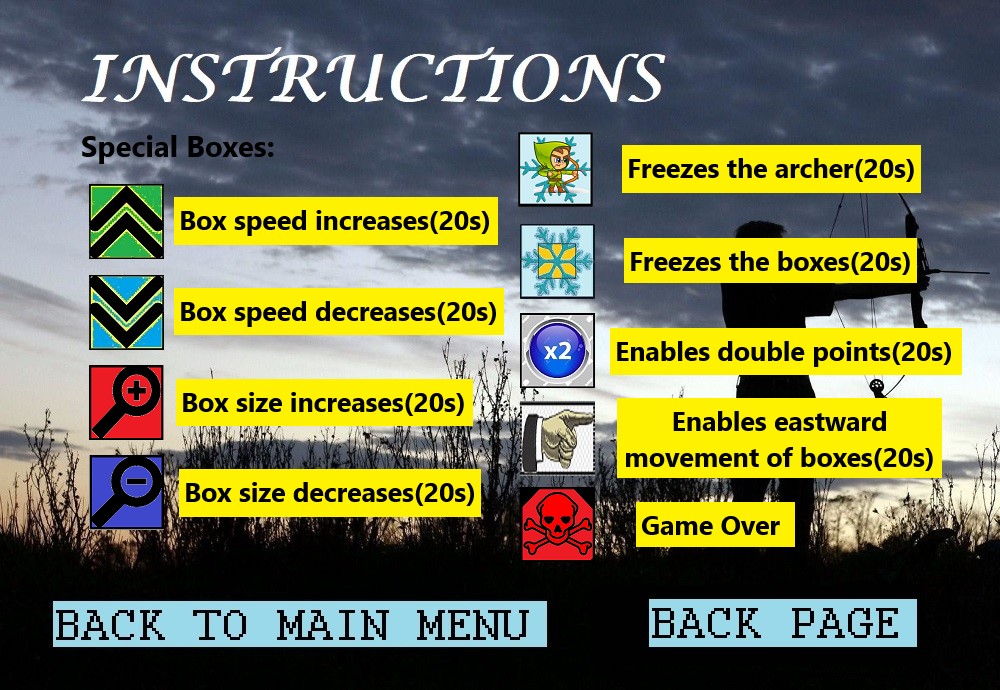 INSTRUCTIONS
Special Boxes:
Box speed increases(20s)
Box speed decreases(20s)
Box size increases(20s)
Box size decreases(20s)
Freezes the archer(20s)
Freezes the boxes(20s)
x2
Enables double points(20s)
Enables eastward
movement of boxes(20s)
Game Over
BACK TO MAIN MENU
BACK PAGE